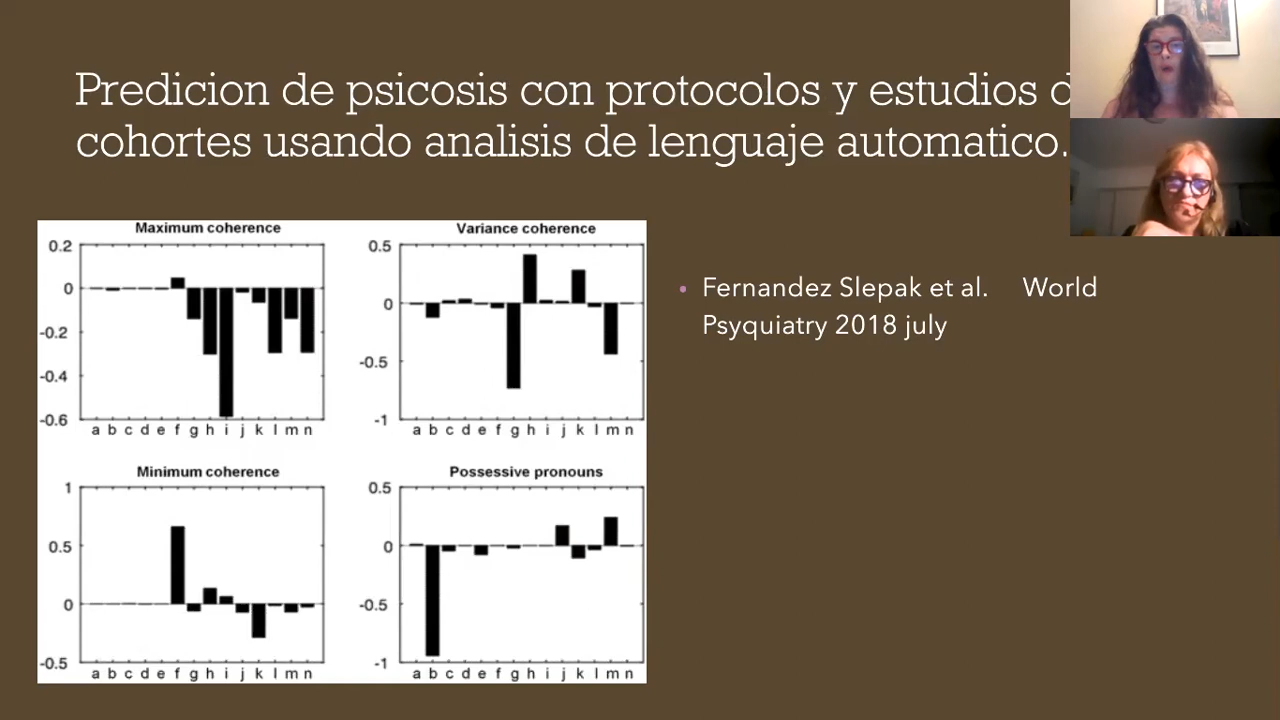 Predicion de psicosis con protocolos y estudios d
cohortes usando analisis de lenguaje automatico.
Maximum coherence
0.2
0
-0.2
-0.4
-0.6
a b c d e f g h i j k l m n
Variance coherence
0.5
0
-0.5
-1
a b c d e f g h i j k l m n
Minimum coherence
1
0.5
0
-0.5
a b c d e f g h i j k l m n
Possessive pronouns
0.5
0
-0.5
-1
a b c d e f g h i j k l m n
• Fernandez Slepak et al. World
Psyquiatry 2018 july